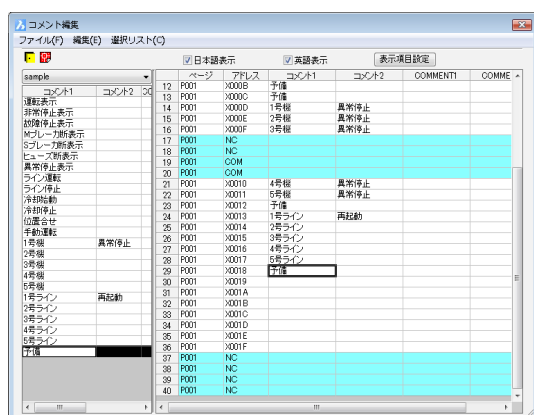 コメント編集
ファイル(F) 編集(E) 選択リスト(C)
日本語表示 英語表示 表示項目設定
sample
コメント1 コメント2
運転表示
非常停止表示
故障停止表示
Mブレーカ断表示
Sブレーカ断表示
ヒューズ断表示
異常停止表示
ライン運転
ライン停止
冷却始動
冷却停止
位置合せ
手動運転
1号機 異常停止
2号機
3号機
4号機
5号機
1号ライン 再起動
2号ライン
3号ライン
4号ライン
5号ライン
予備
ページ アドレス コメント1 コメント2 COMMENT1 COMME
12 P001 X000B 予備
13 P001 X000C 予備
14 P001 X000D 1号機 異常停止
15 P001 X000E 2号機 異常停止
16 P001 X000F 3号機 異常停止
17 P001 NC
18 P001 NC
19 P001 COM
20 P001 COM
21 P001 X0010 4号機 異常停止
22 P001 X0011 5号機 異常停止
23 P001 X0012 予備
24 P001 X0013 1号ライン 再起動
25 P001 X0014 2号ライン
26 P001 X0015 3号ライン
27 P001 X0016 4号ライン
28 P001 X0017 5号ライン
29 P001 X0018 予備
30 P001 X0019
31 P001 X001A
32 P001 X001B
33 P001 X001C
34 P001 X001D
35 P001 X001E
36 P001 X001F
37 P001 NC
38 P001 NC
39 P001 NC
40 P001 NC